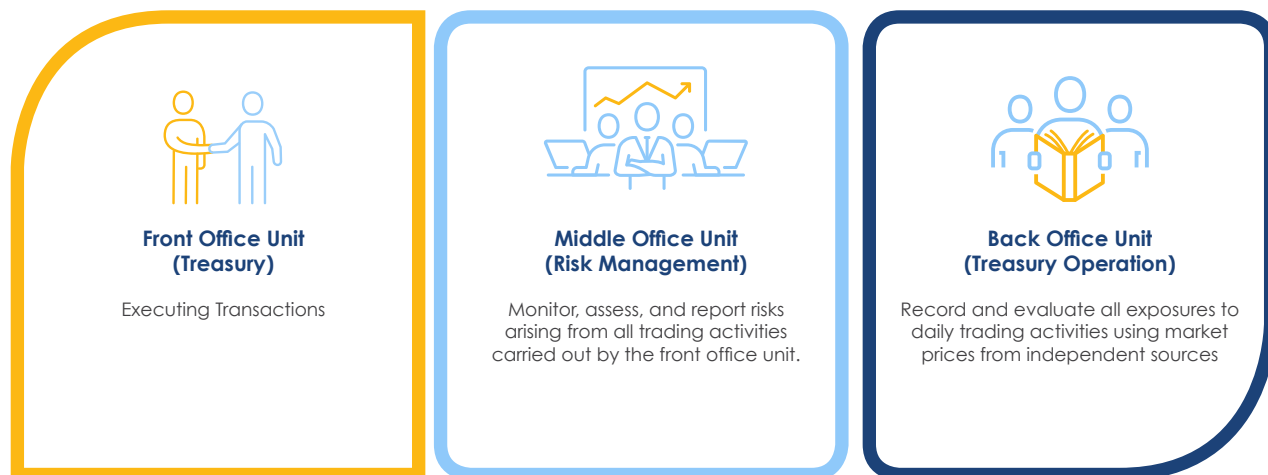 Front Office Unit
(Treasury)
Executing Transactions
Middle Office Unit
(Risk Management)
Monitor, assess, and report risks
arising from all trading activities
carried out by the front office unit.
Back Office Unit
(Treasury Operation)
Record and evaluate all exposures to
daily trading activities using market
prices from independent sources